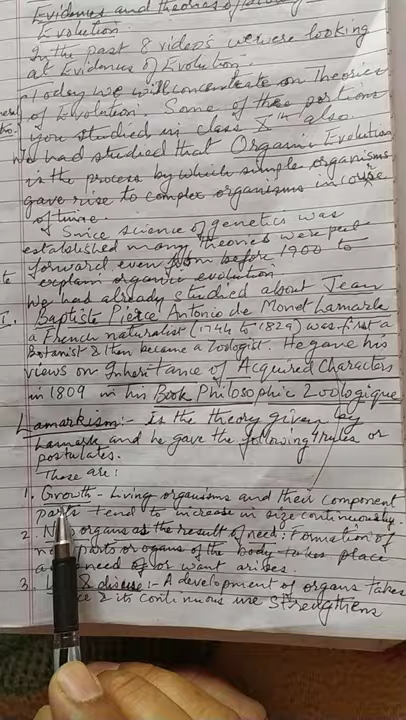 Evidences and theories of
Evolution.
In the past 8 videos we were looking
at Evidences of Evolution.
Today we will concentrate on Theories
of Evolution. Some of these portions
you studied in class Xth also
We had studied that Organic Evolution
is the process by which simple organisms
gave rise to complex organisms in course
of time.
Since science of genetics was
established many theories were put
forward even from before 1900 to
explain organic evolution
We had already studied about Jean
I. Baptiste Pierce Antonio de Monet Lamarck
a French naturalist (1744 to 1829) was first a
Botanist & then became a Zoologist. He gave his
views on Inheritance of Acquired Characters
in 1809 in his Book Philosophic Zoologique
Lamarkism:- is the theory given by
Lamark and he gave the following 4 rules or
postulates.
These are:
1. Growth - Living organisms and their component
parts tend to increase in size continuously.
2. organs as the result of need: Formation of
parts or ogans of the body takes place
need of or want arises.
3. & disuse:- A development of organs takes
& its continuous use strengthens